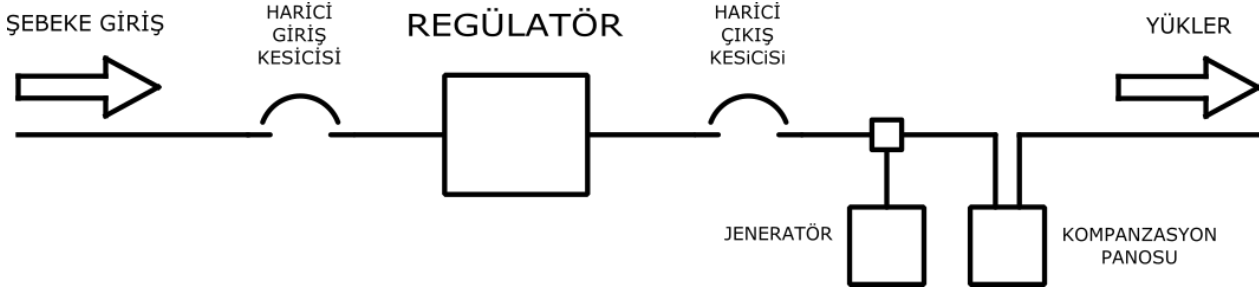 ŞEBEKE GİRİŞ
HARİCİ
GİRİŞ
KESİCİSİ
REGÜLATÖR
HARİCİ
ÇIKIŞ
KESiCiSi
YÜKLER
JENERATÖR
KOMPANZASYON
PANOSU